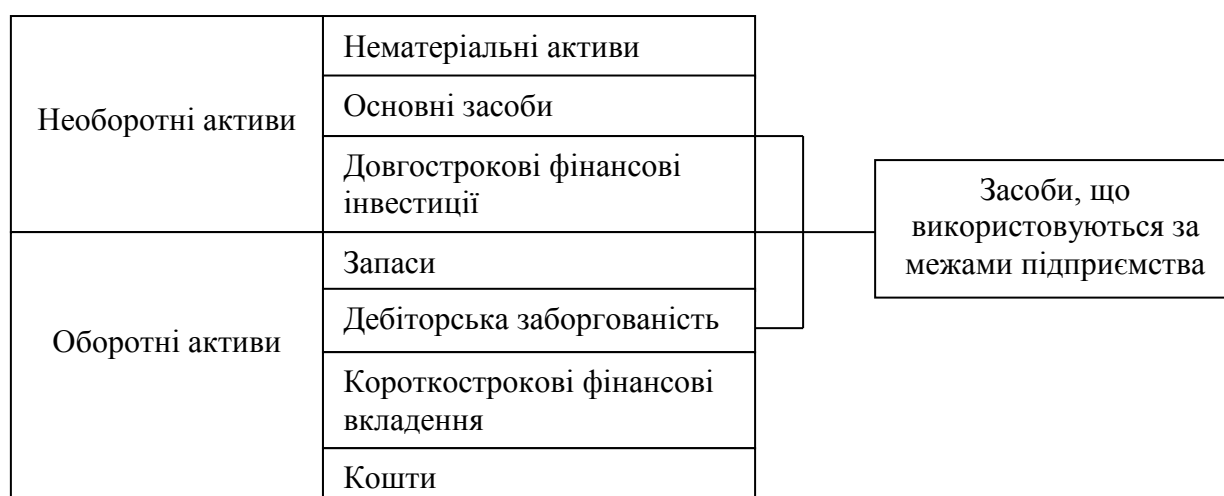 Необоротні активи
Нематеріальні активи
Основні засоби
Довгострокові фінансові
інвестиції
Оборотні активи
Запаси
Дебіторська заборгованість
Короткострокові фінансові
вкладення
Кошти
Засоби, що
використовуються за
межами підприємства